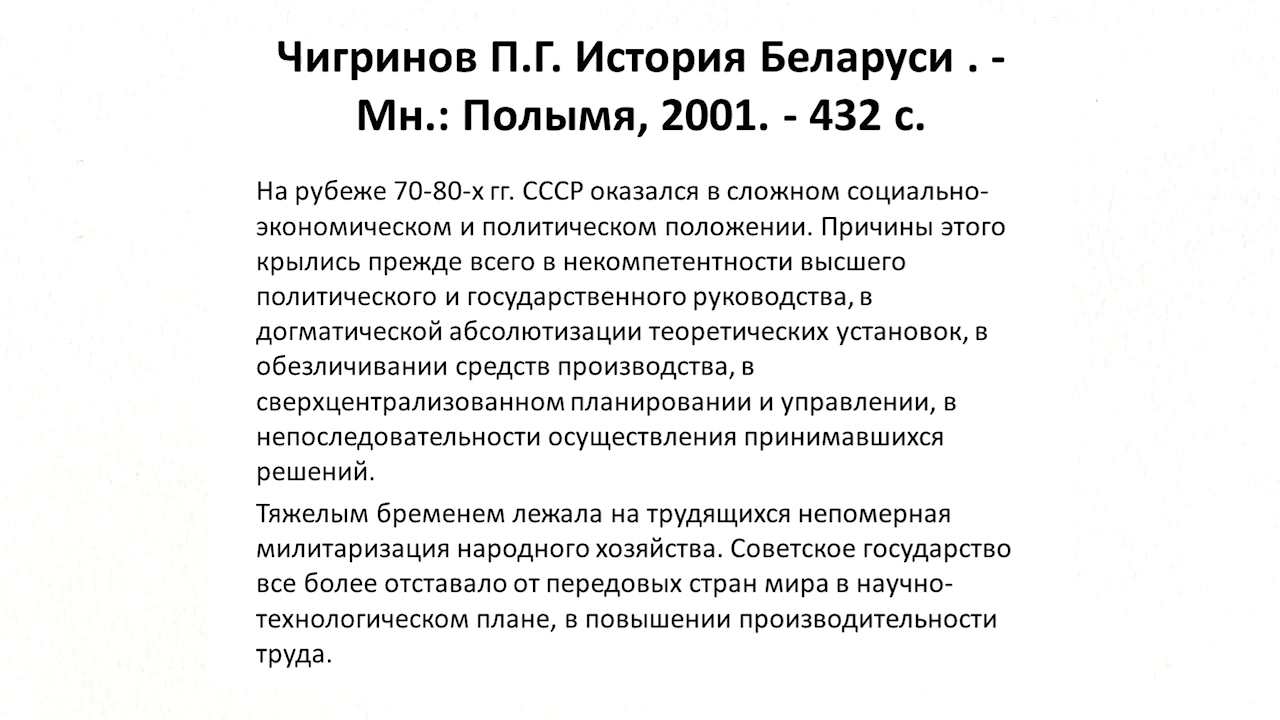 Чигринов П.Г. История Беларуси . -
Мн.: Полымя, 2001. - 432 с.
На рубеже 70-80-х гг. СССР оказался в сложном социально-
экономическом и политическом положении. Причины этого
крылись прежде всего в некомпетентности высшего
политического и государственного руководства, в
догматической абсолютизации теоретических установок, в
обезличивании средств производства, в
сверхцентрализованном планировании и управлении, в
непоследовательности осуществления принимавшихся
решений.
Тяжелым бременем лежала на трудящихся непомерная
милитаризация народного хозяйства. Советское государство
все более отставало от передовых стран мира в научно-
технологическом плане, в повышении производительности
труда.